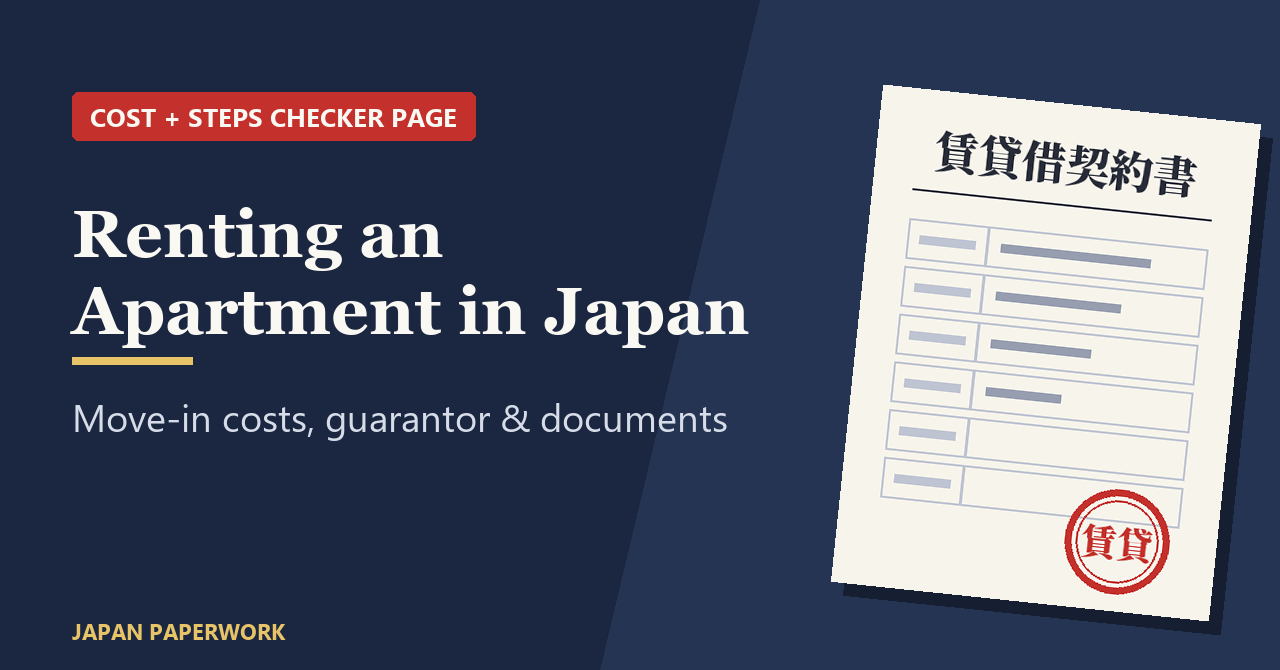 COST + STEPS CHECKER PAGE
Renting an
Apartment in Japan
Move-in costs, guarantor & documents
JAPAN PAPERWORK
賃貸借契約書
賃貸